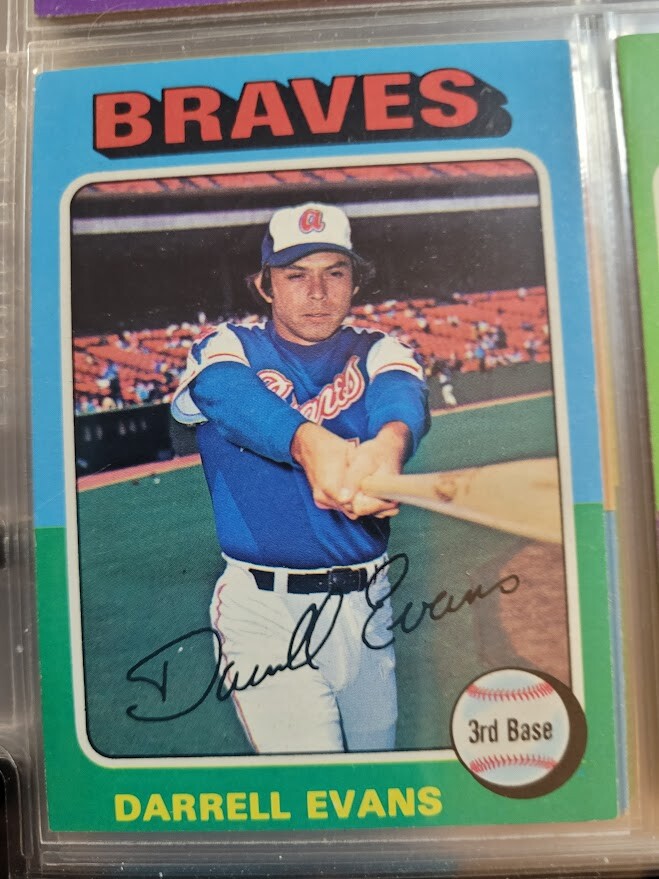 BRAVES
a
Braves
Darrell Evans
3rd Base
DARRELL EVANS